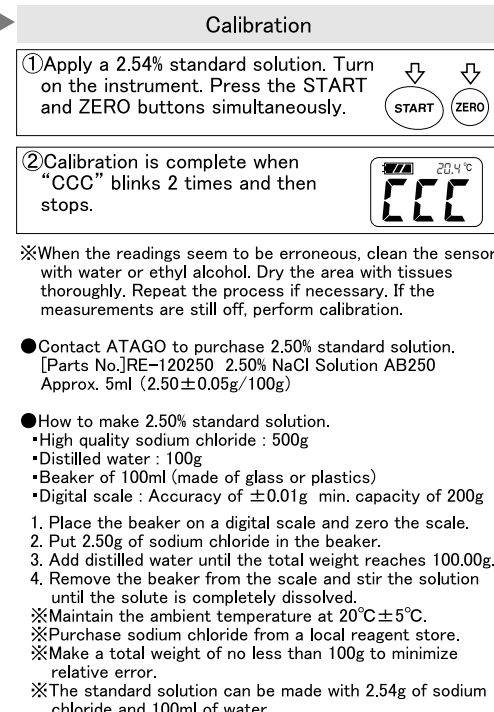 Calibration
①Apply a 2.54% standard solution. Turn
on the instrument. Press the START
and ZERO buttons simultaneously.
START ZERO
②Calibration is complete when
“CCC” blinks 2 times and then
stops.
20.4℃
CCC
※When the readings seem to be erroneous, clean the sensor
with water or ethyl alcohol. Dry the area with tissues
thoroughly. Repeat the process if necessary. If the
measurements are still off, perform calibration.
●Contact ATAGO to purchase 2.50% standard solution.
[Parts No.]RE-120250 2.50% NaCl Solution AB250
Approx. 5ml (2.50±0.05g/100g)
●How to make 2.50% standard solution.
▪High quality sodium chloride : 500g
▪Distilled water : 100g
▪Beaker of 100ml (made of glass or plastics)
▪Digital scale : Accuracy of ±0.01g min. capacity of 200g
1. Place the beaker on a digital scale and zero the scale.
2. Put 2.50g of sodium chloride in the beaker.
3. Add distilled water until the total weight reaches 100.00g.
4. Remove the beaker from the scale and stir the solution
until the solute is completely dissolved.
※Maintain the ambient temperature at 20℃±5℃.
※Purchase sodium chloride from a local reagent store.
※Make a total weight of no less than 100g to minimize
relative error.
※The standard solution can be made with 2.54g of sodium
chloride and 100ml of water.